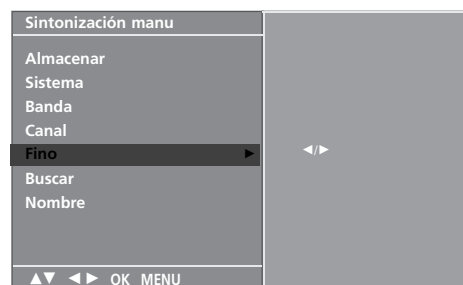 Sintonización manu
Almacenar
Sistema
Banda
Canal
Fino ►
◄/►
Buscar
Nombre
▲▼ ◄ ► OK MENU